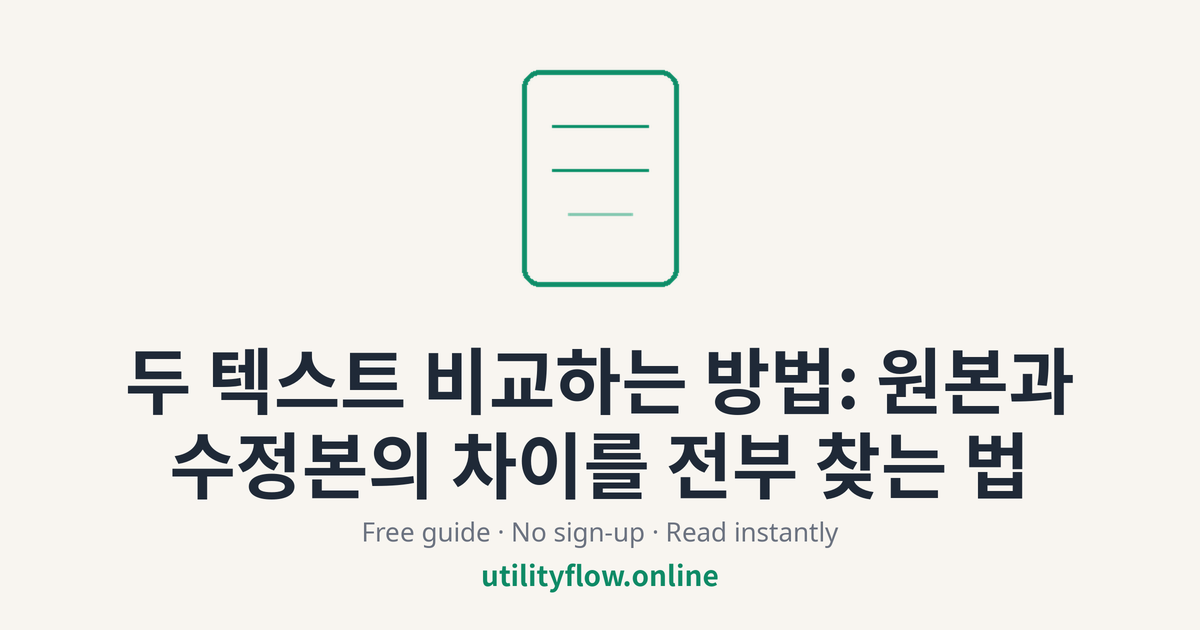 두 텍스트 비교하는 방법: 원본과
수정본의 차이를 전부 찾는 법
Free guide · No sign-up · Read instantly
utilityflow.online